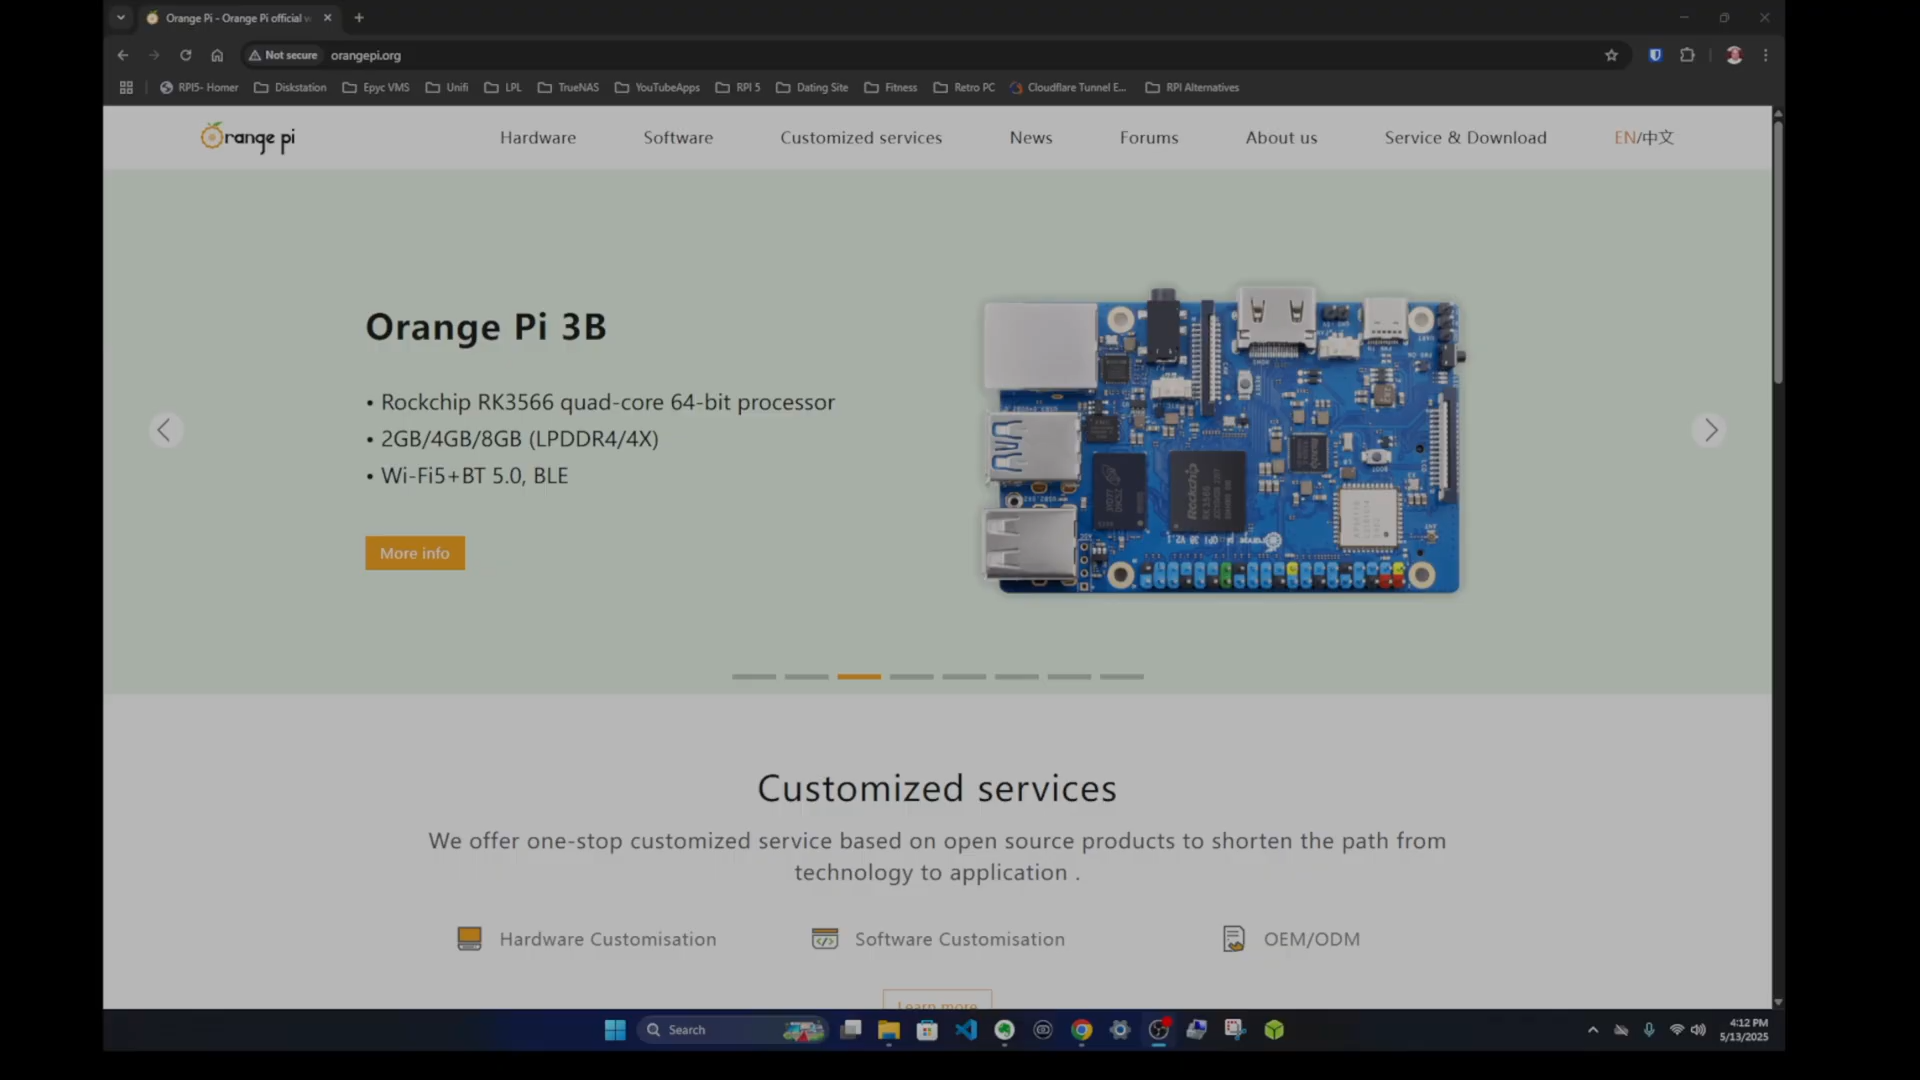 Orange Pi - Orange Pi official
Not secure
orangepi.org
RPI5- Homer
Diskstation
Epyc VMS
Unifi
LPL
TrueNAS
YouTubeApps
RPI 5
Dating Site
Fitness
Retro PC
Cloudflare Tunnel E...
RPI Alternatives
range pi
Hardware
Software
Customized services
News
Forums
About us
Service & Download
EN/中文
Orange Pi 3B
• Rockchip RK3566 quad-core 64-bit processor
• 2GB/4GB/8GB (LPDDR4/4X)
• Wi-Fi5+BT 5.0, BLE
More info
Rockchip
Customized services
We offer one-stop customized service based on open source products to shorten the path from
technology to application .
Hardware Customisation
Software Customisation
OEM/ODM
Learn more
Search
4:12 PM
5/13/2025